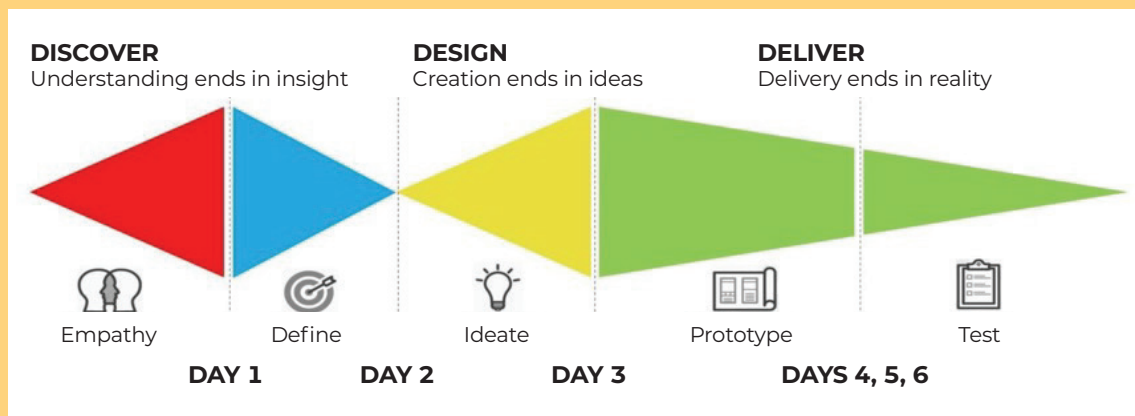 DISCOVER
Understanding ends in insight
DESIGN
Creation ends in ideas
DELIVER
Delivery ends in reality
Empathy
Define
Ideate
Prototype
Test
DAY 1
DAY 2
DAY 3
DAYS 4, 5, 6